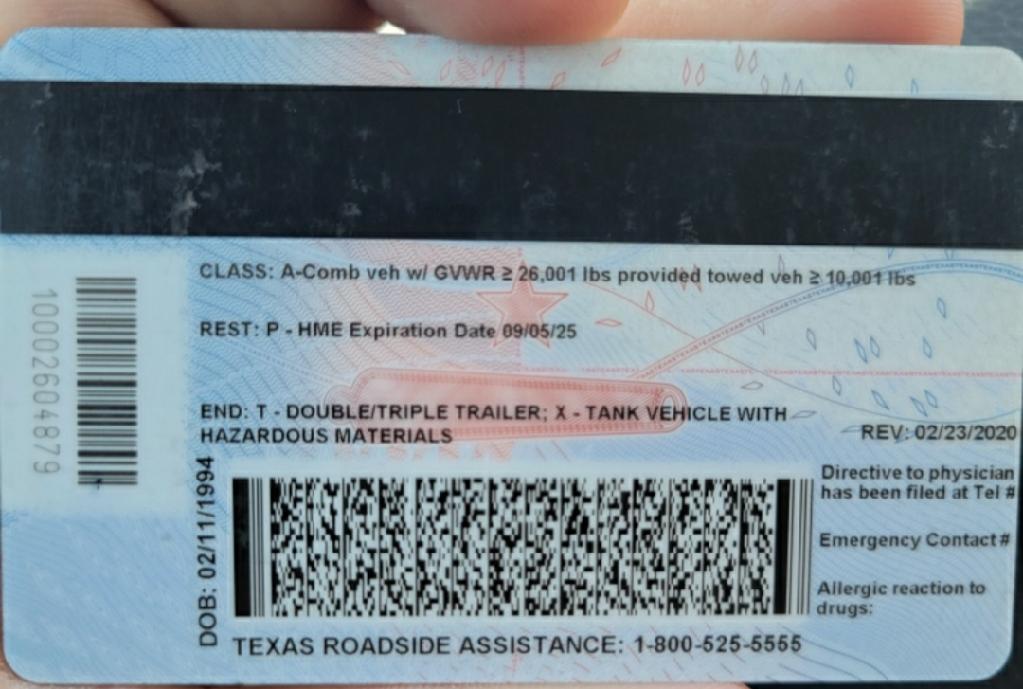 CLASS: A-Comb veh w/ GVWR ≥ 26,001 lbs provided towed veh ≥ 10,001 lbs
REST: P - HME Expiration Date 09/05/25
END: T - DOUBLE/TRIPLE TRAILER; X - TANK VEHICLE WITH
HAZARDOUS MATERIALS
REV: 02/23/2020
10002604879
DOB: 02/11/1994
Directive to physician
has been filed at Tel #
Emergency Contact #
Allergic reaction to
drugs:
TEXAS ROADSIDE ASSISTANCE: 1-800-525-5555